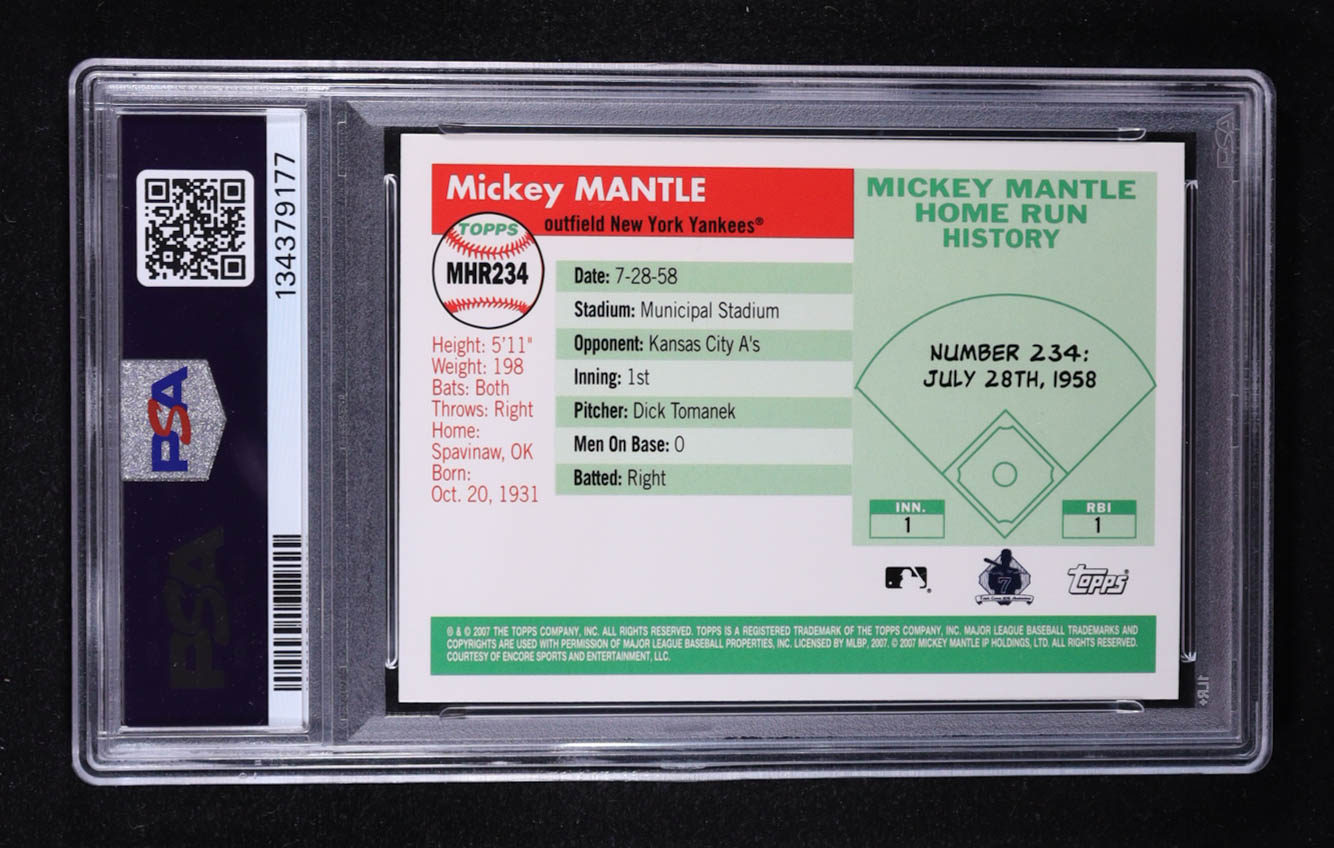 134379177
PSA
PSA
PSA
1LR+
Mickey MANTLE
outfield New York Yankees®
TOPPS
MHR234
Height: 5'11"
Weight: 198
Bats: Both
Throws: Right
Home:
Spavinaw, OK
Born:
Oct. 20, 1931
Date: 7-28-58
Stadium: Municipal Stadium
Opponent: Kansas City A's
Inning: 1st
Pitcher: Dick Tomanek
Men On Base: 0
Batted: Right
MICKEY MANTLE
HOME RUN
HISTORY
NUMBER 234:
JULY 28TH, 1958
INN.
1
RBI
1
7
Topps®
® & © 2007 THE TOPPS COMPANY, INC. ALL RIGHTS RESERVED. TOPPS IS A REGISTERED TRADEMARK OF THE TOPPS COMPANY, INC. MAJOR LEAGUE BASEBALL TRADEMARKS AND
COPYRIGHTS ARE USED WITH PERMISSION OF MAJOR LEAGUE BASEBALL PROPERTIES, INC. LICENSED BY MLBP, 2007. © 2007 MICKEY MANTLE IP HOLDINGS, LTD. ALL RIGHTS RESERVED.
COURTESY OF ENCORE SPORTS AND ENTERTAINMENT, LLC.